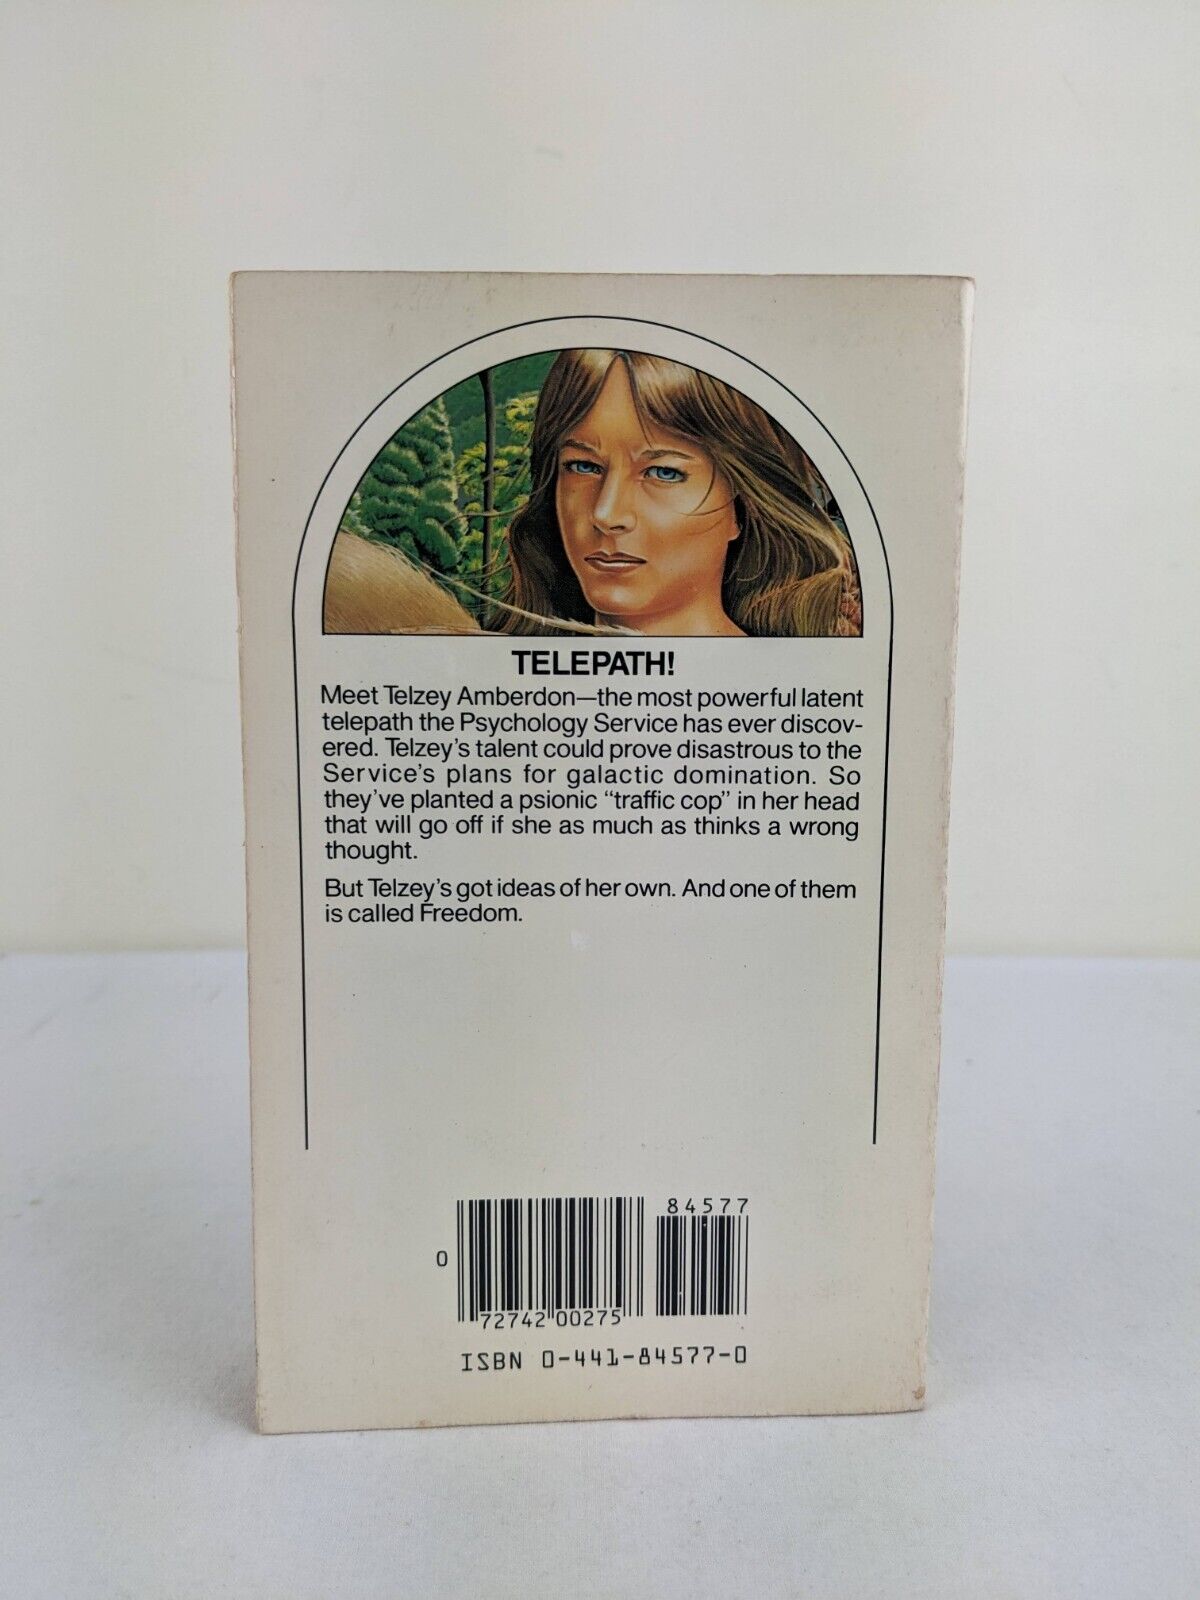 TELEPATH!
Meet Telzey Amberdon—the most powerful latent
telepath the Psychology Service has ever discov-
ered. Telzey's talent could prove disastrous to the
Service's plans for galactic domination. So
they've planted a psionic “traffic cop” in her head
that will go off if she as much as thinks a wrong
thought.
But Telzey's got ideas of her own. And one of them
is called Freedom.
84577
0
72742 00275
ISBN 0-441-84577-0